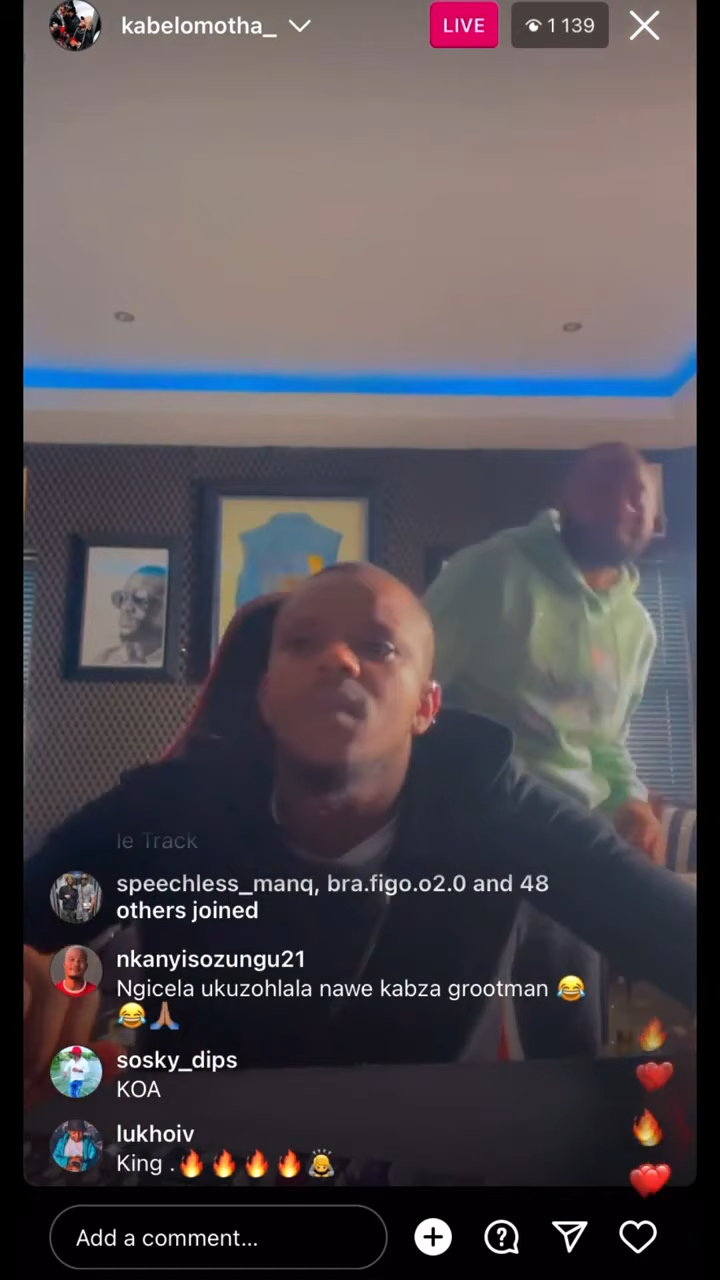 kabelomotha_
LIVE
1 139
le Track
speechless_manq, bra.figo.o2.0 and 48
others joined
nkanyisozungu21
Ngicela ukuzohlala nawe kabza grootman 😂
😂🙏🏽
sosky_dips
KOA
lukhoiv
King .🔥🔥🔥🔥🙇
Add a comment...